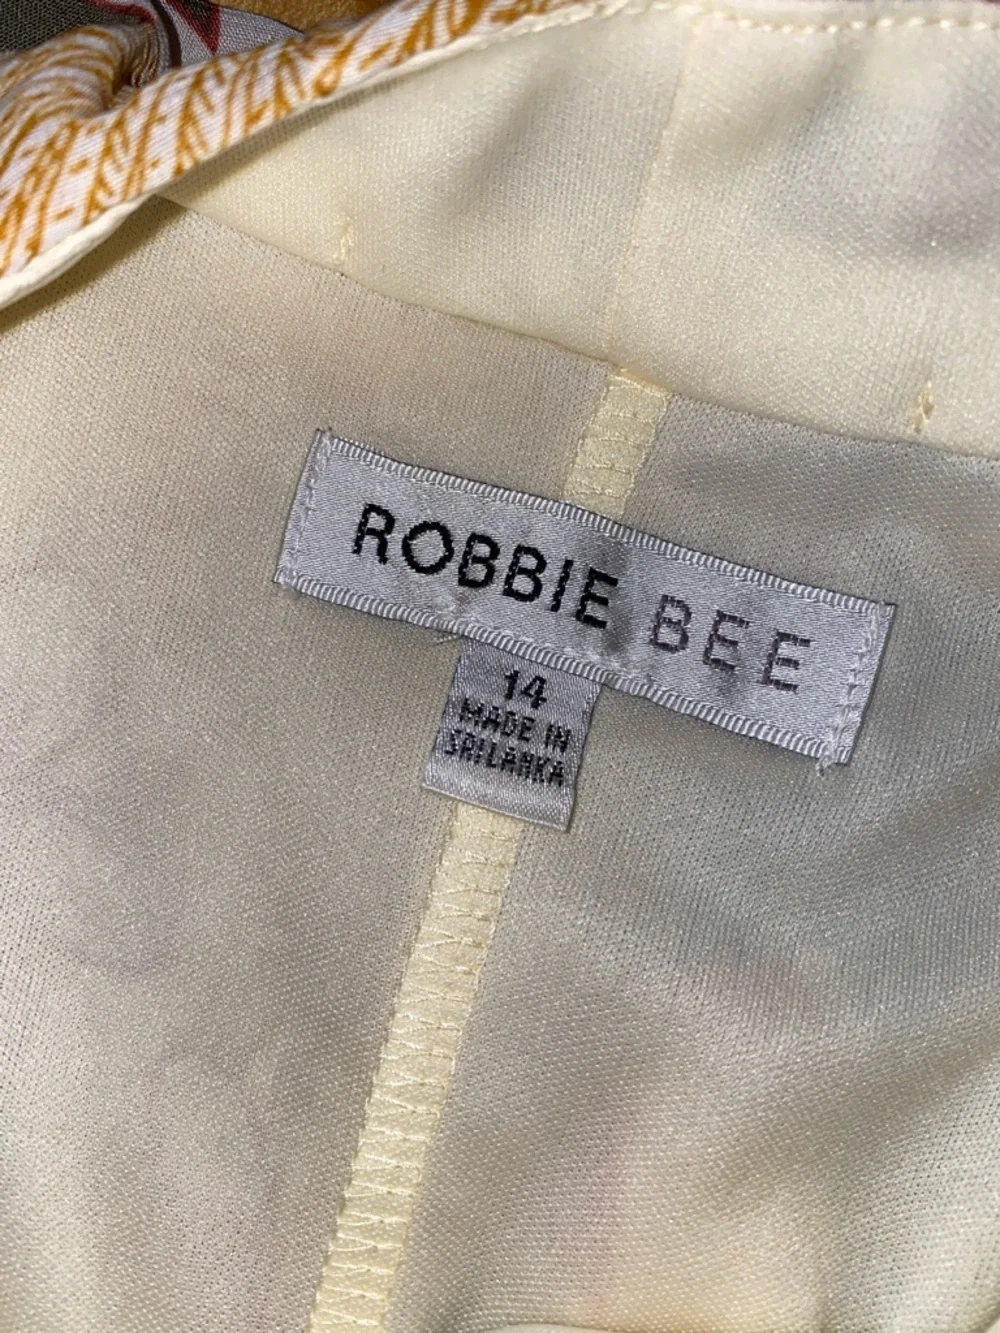 ROBBIE BEE
14
MADE IN
SRI LANKA